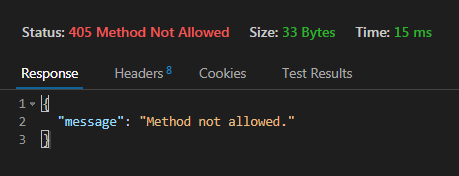 Status: 405 Method Not Allowed Size: 33 Bytes Time: 15 ms
Response Headers 8 Cookies Test Results
1 {
2 "message": "Method not allowed."
3 }